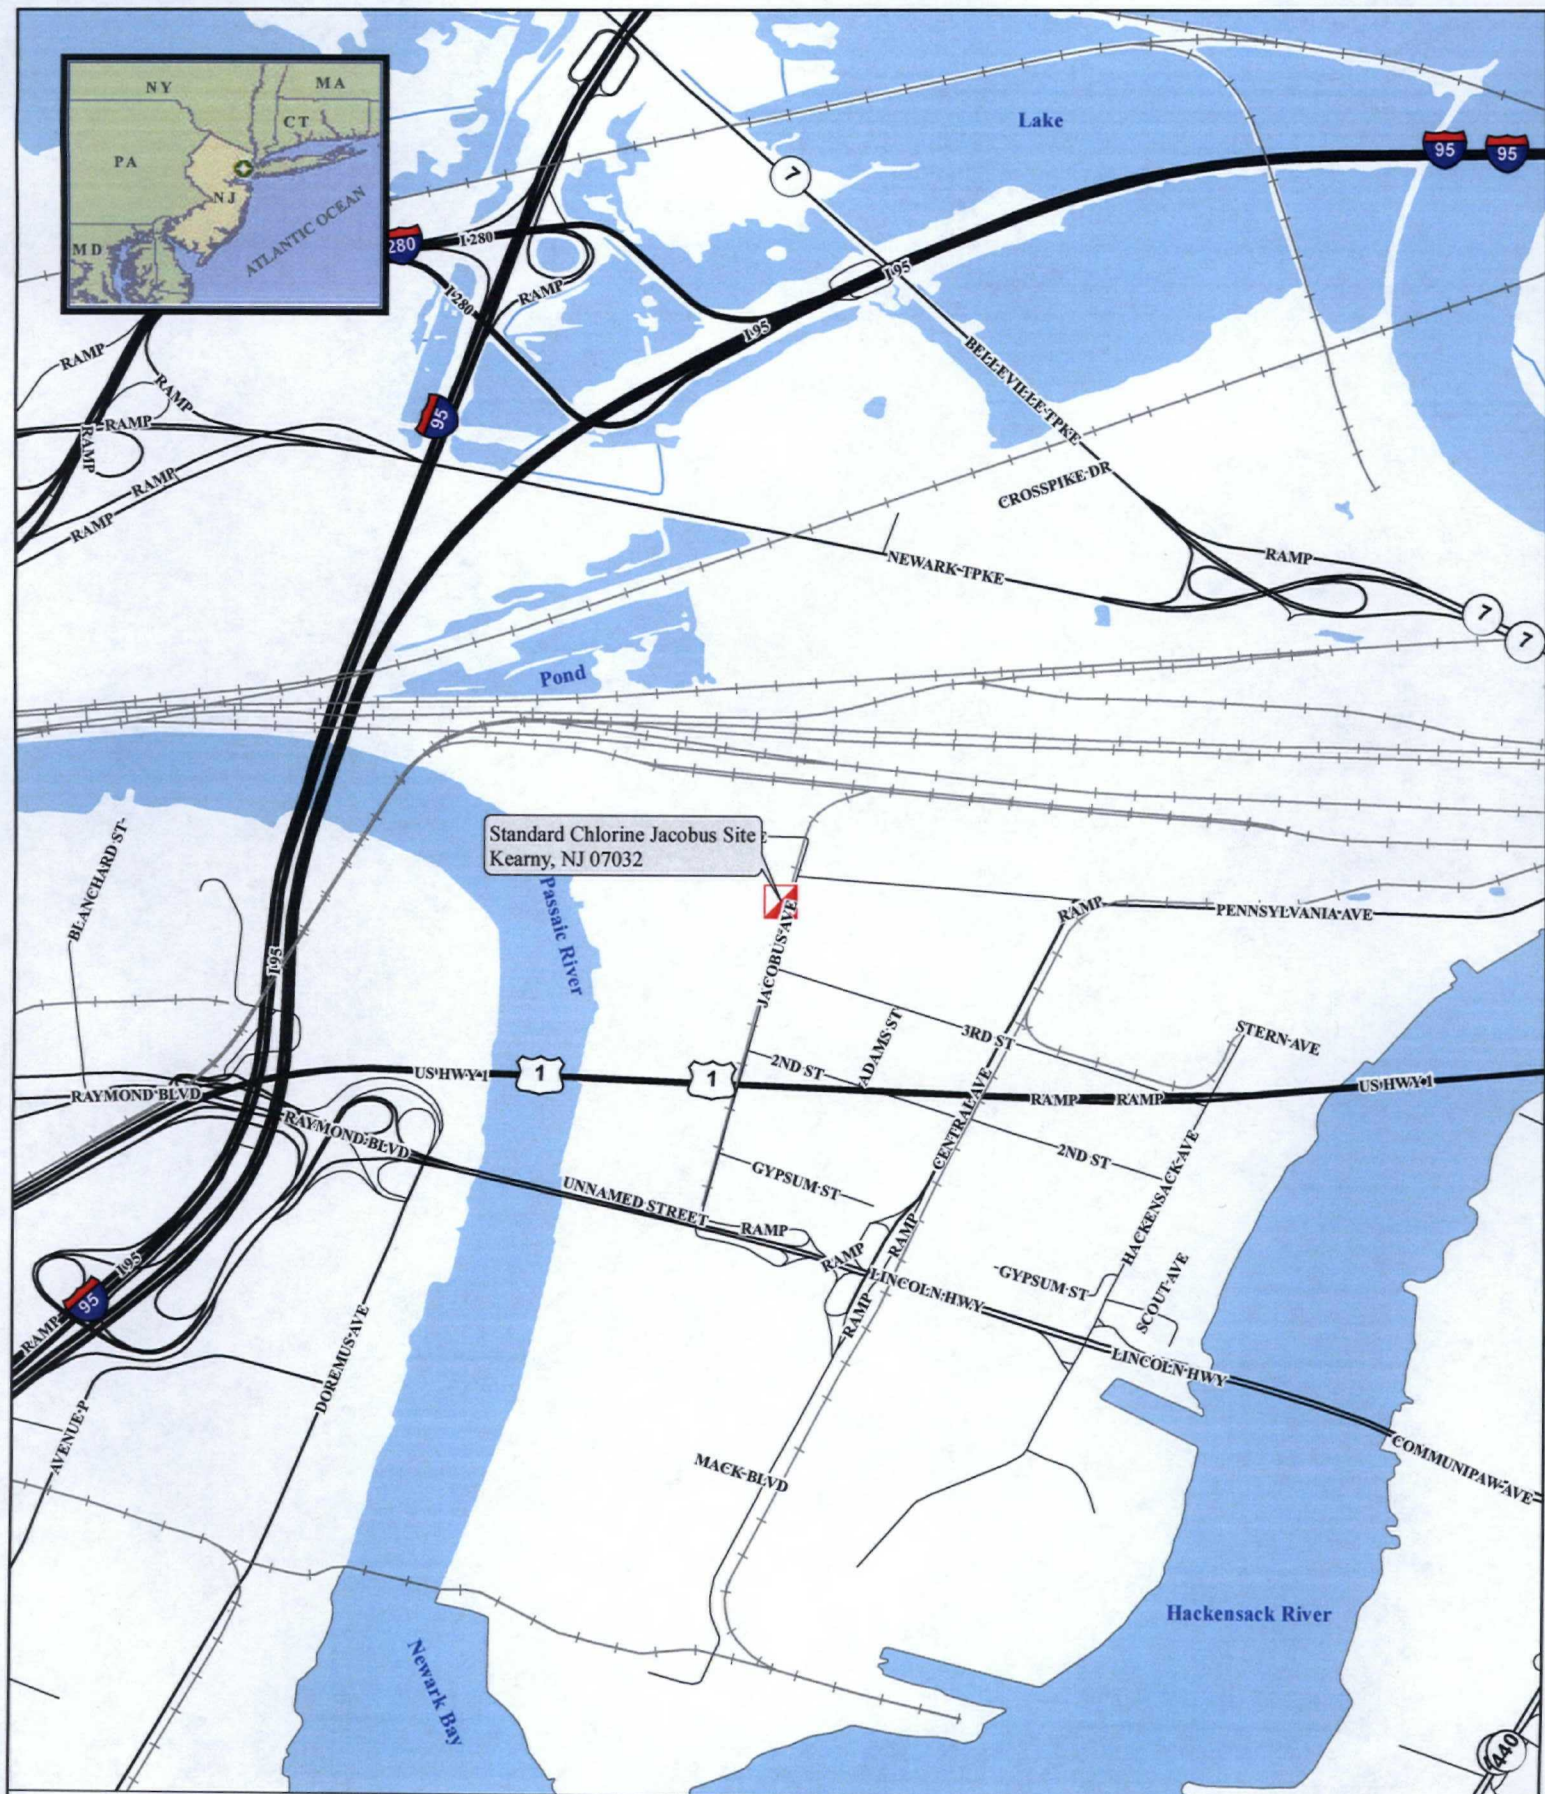 NY
MA
CT
PA
NJ
MD
ATLANTIC OCEAN
Lake
95
95
7
280
I 280
I-280
RAMP
I-95
I-95
RAMP
RAMP
RAMP
RAMP
RAMP
RAMP
95
BELLEVILLE TPKE
CROSSPIKE DR
NEWARK TPKE
RAMP
7
7
Pond
Standard Chlorine Jacobus Site
Kearny, NJ 07032
BLANCHARD ST
Passaic River
JACOBUS AVE
RAMP
PENNSYLVANIA AVE
I-95
3RD ST
ADAMS ST
STERN AVE
2ND ST
US HWY 1
1
1
US HWY 1
RAYMOND BLVD
RAYMOND BLVD
RAMP
RAMP
CENTRAL AVE
2ND ST
HACKENSACK AVE
GYPSUM ST
UNNAMED STREET
RAMP
RAMP
RAMP
RAMP
LINCOLN HWY
GYPSUM ST
SCOUT AVE
I-95
95
RAMP
DOREMUS AVE
LINCOLN HWY
AVENUE P
COMMUNIPAW AVE
MACK BLVD
Hackensack River
Newark Bay
440